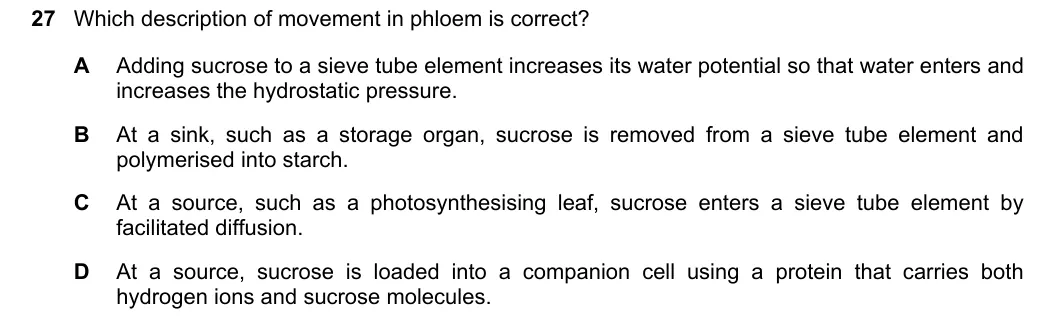 27 Which description of movement in phloem is correct?
A Adding sucrose to a sieve tube element increases its water potential so that water enters and
increases the hydrostatic pressure.
B At a sink, such as a storage organ, sucrose is removed from a sieve tube element and
polymerised into starch.
C At a source, such as a photosynthesising leaf, sucrose enters a sieve tube element by
facilitated diffusion.
D At a source, sucrose is loaded into a companion cell using a protein that carries both
hydrogen ions and sucrose molecules.